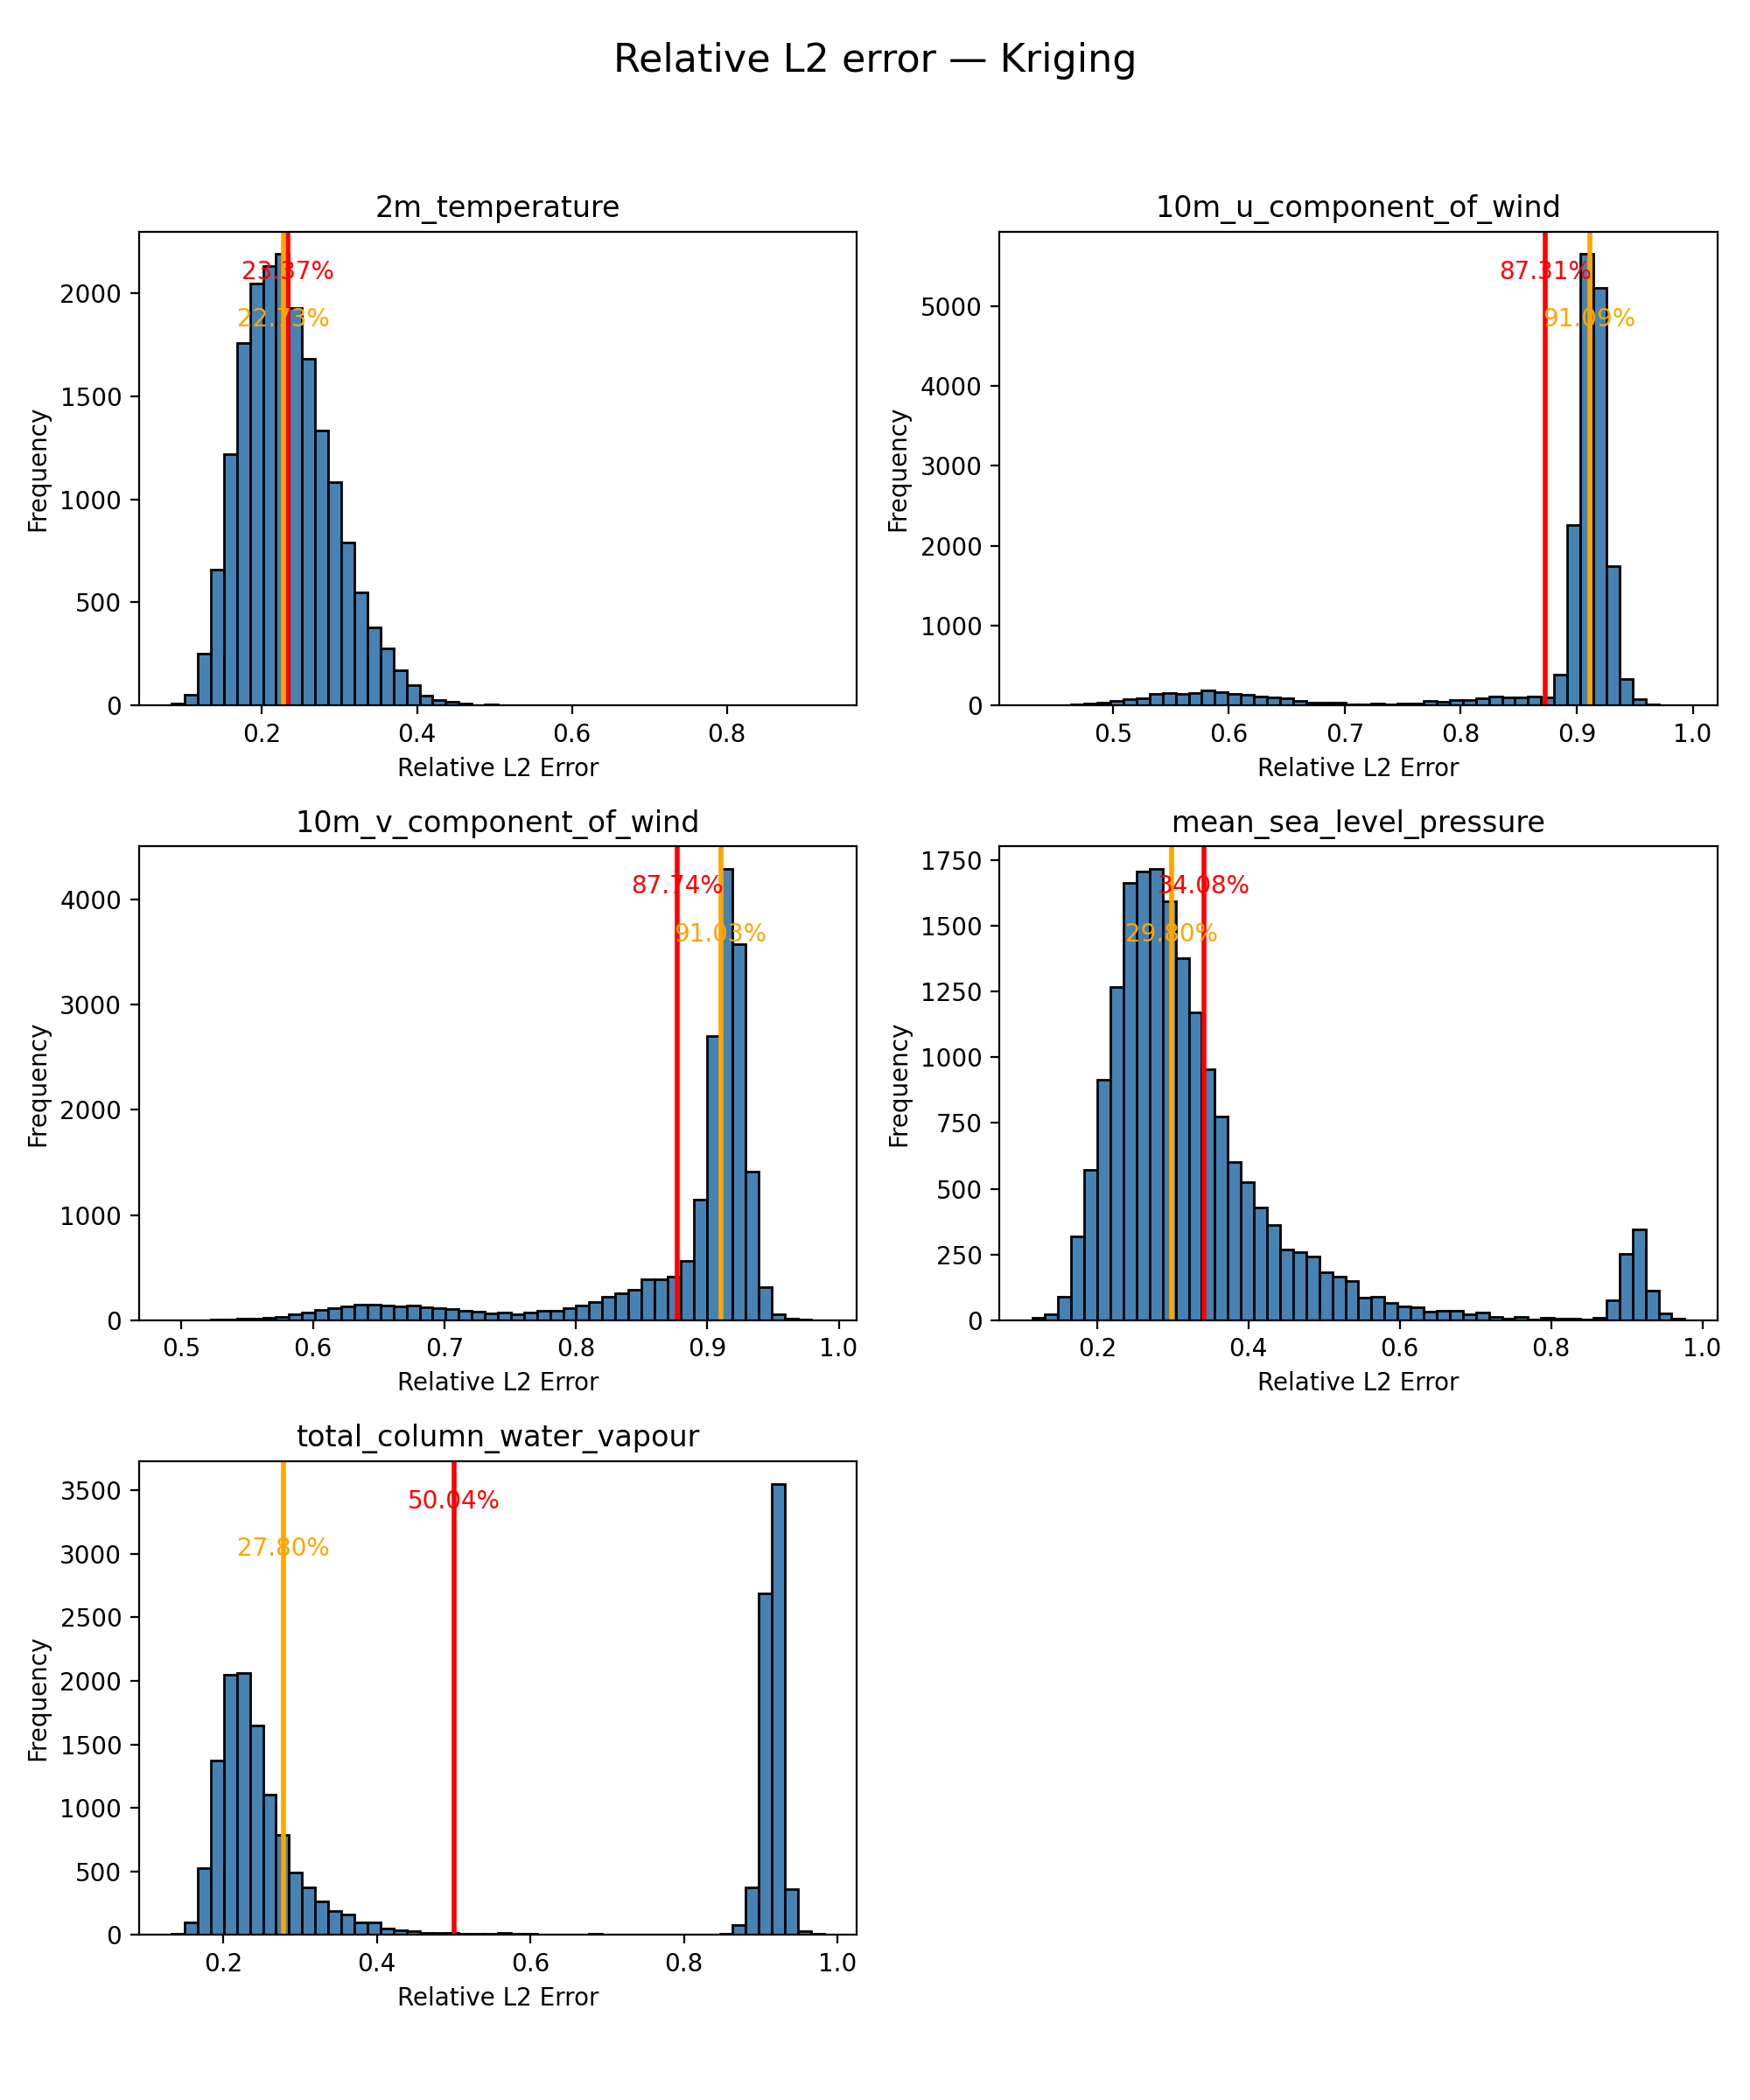 Relative L2 error — Kriging
2m_temperature
23.37%
22.73%
2000
1500
1000
500
0
Frequency
0.2 0.4 0.6 0.8
Relative L2 Error
10m_u_component_of_wind
87.31%
91.09%
5000
4000
3000
2000
1000
0
Frequency
0.5 0.6 0.7 0.8 0.9 1.0
Relative L2 Error
10m_v_component_of_wind
87.74%
91.03%
4000
3000
2000
1000
0
Frequency
0.5 0.6 0.7 0.8 0.9 1.0
Relative L2 Error
mean_sea_level_pressure
34.08%
29.80%
1750
1500
1250
1000
750
500
250
0
Frequency
0.2 0.4 0.6 0.8 1.0
Relative L2 Error
total_column_water_vapour
50.04%
27.80%
3500
3000
2500
2000
1500
1000
500
0
Frequency
0.2 0.4 0.6 0.8 1.0
Relative L2 Error